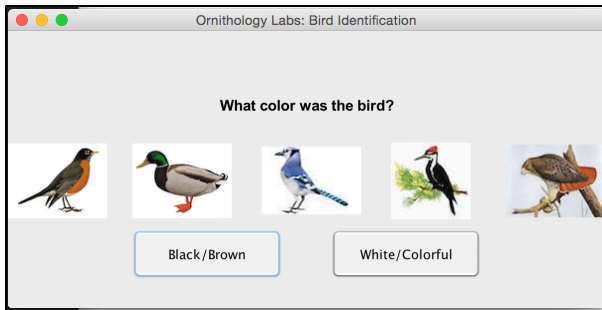 Ornithology Labs: Bird Identification
What color was the bird?
Black/Brown
White/Colorful